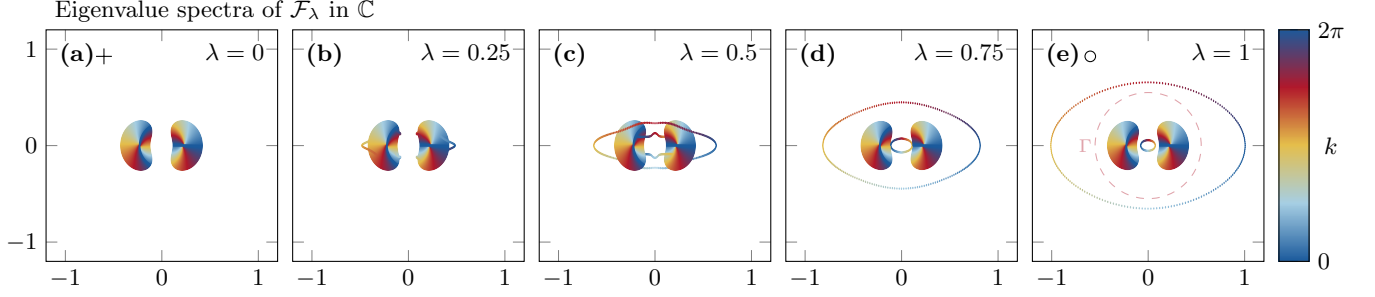 Eigenvalue spectra of ℱ_λ in ℂ
(a)+ λ = 0
(b) λ = 0.25
(c) λ = 0.5
(d) λ = 0.75
(e)○ λ = 1
Γ
1
0
−1
−1 0 1
−1 0 1
−1 0 1
−1 0 1
−1 0 1
2π
k
0